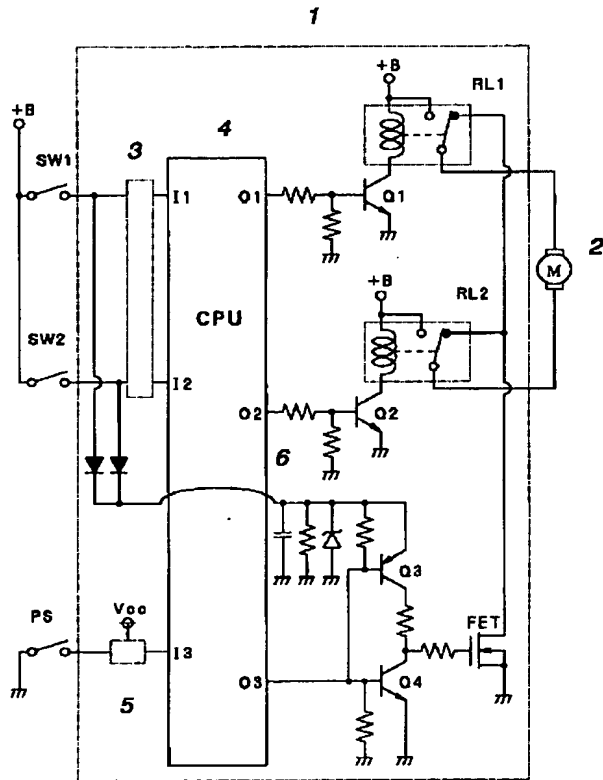 1
+B
RL1
+B
3
4
SW1
I1
O1
Q1
2
M
+B
RL2
CPU
SW2
I2
O2
Q2
6
Q3
Vcc
PS
FET
I3
O3
Q4
5